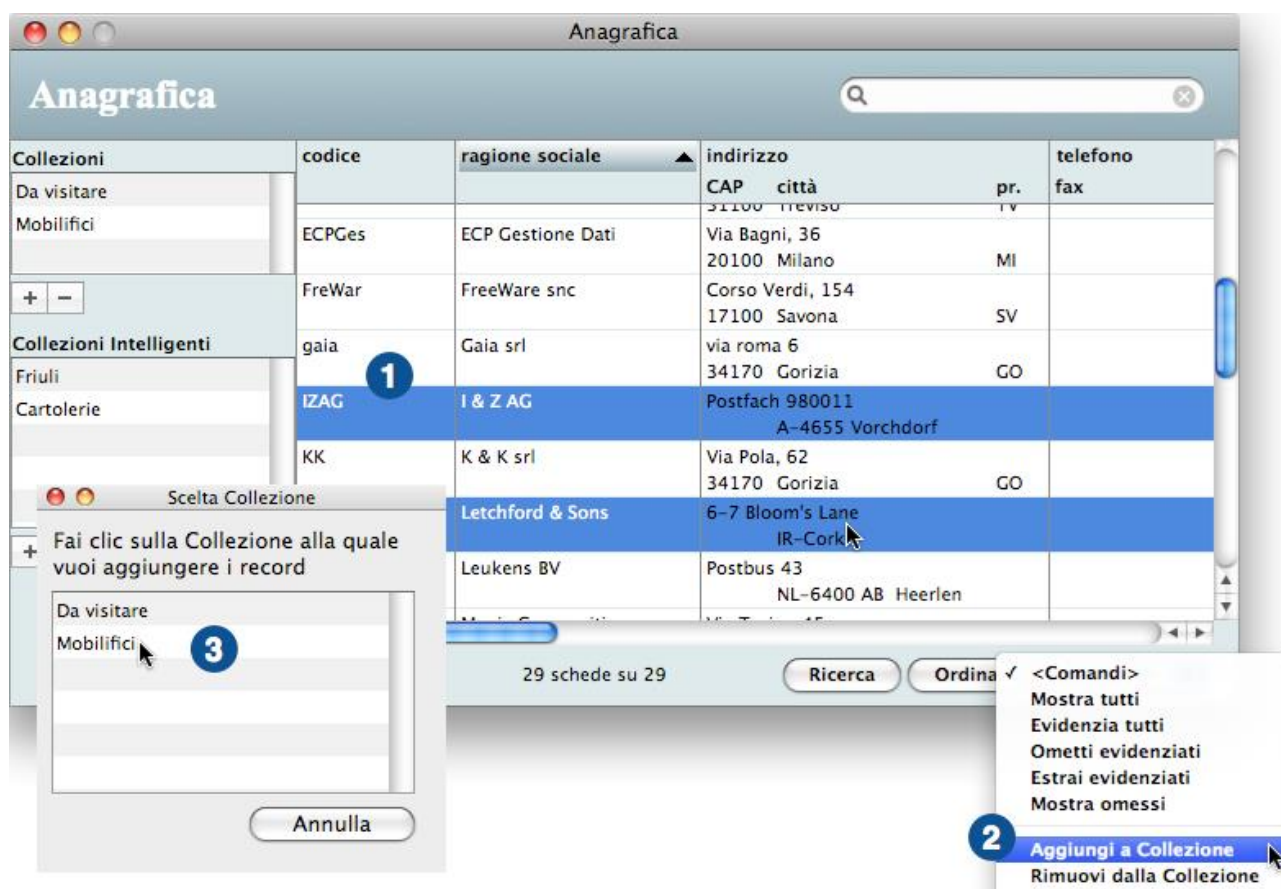 Anagrafica
Anagrafica
Collezioni
Da visitare
Mobilifici
+ −
Collezioni Intelligenti
Friuli
Cartolerie
+
codice ragione sociale indirizzo telefono
CAP città pr. fax
31100 Treviso TV
ECPGes ECP Gestione Dati Via Bagni, 36
20100 Milano MI
FreWar FreeWare snc Corso Verdi, 154
17100 Savona SV
gaia Gaia srl via roma 6
34170 Gorizia GO
1
IZAG I & Z AG Postfach 980011
A-4655 Vorchdorf
KK K & K srl Via Pola, 62
34170 Gorizia GO
Letchford & Sons 6-7 Bloom's Lane
IR-Cork
Leukens BV Postbus 43
NL-6400 AB Heerlen
29 schede su 29 Ricerca Ordina
Scelta Collezione
Fai clic sulla Collezione alla quale
vuoi aggiungere i record
Da visitare
Mobilifici
3
Annulla
✓ <Comandi>
Mostra tutti
Evidenzia tutti
Ometti evidenziati
Estrai evidenziati
Mostra omessi
2
Aggiungi a Collezione
Rimuovi dalla Collezione